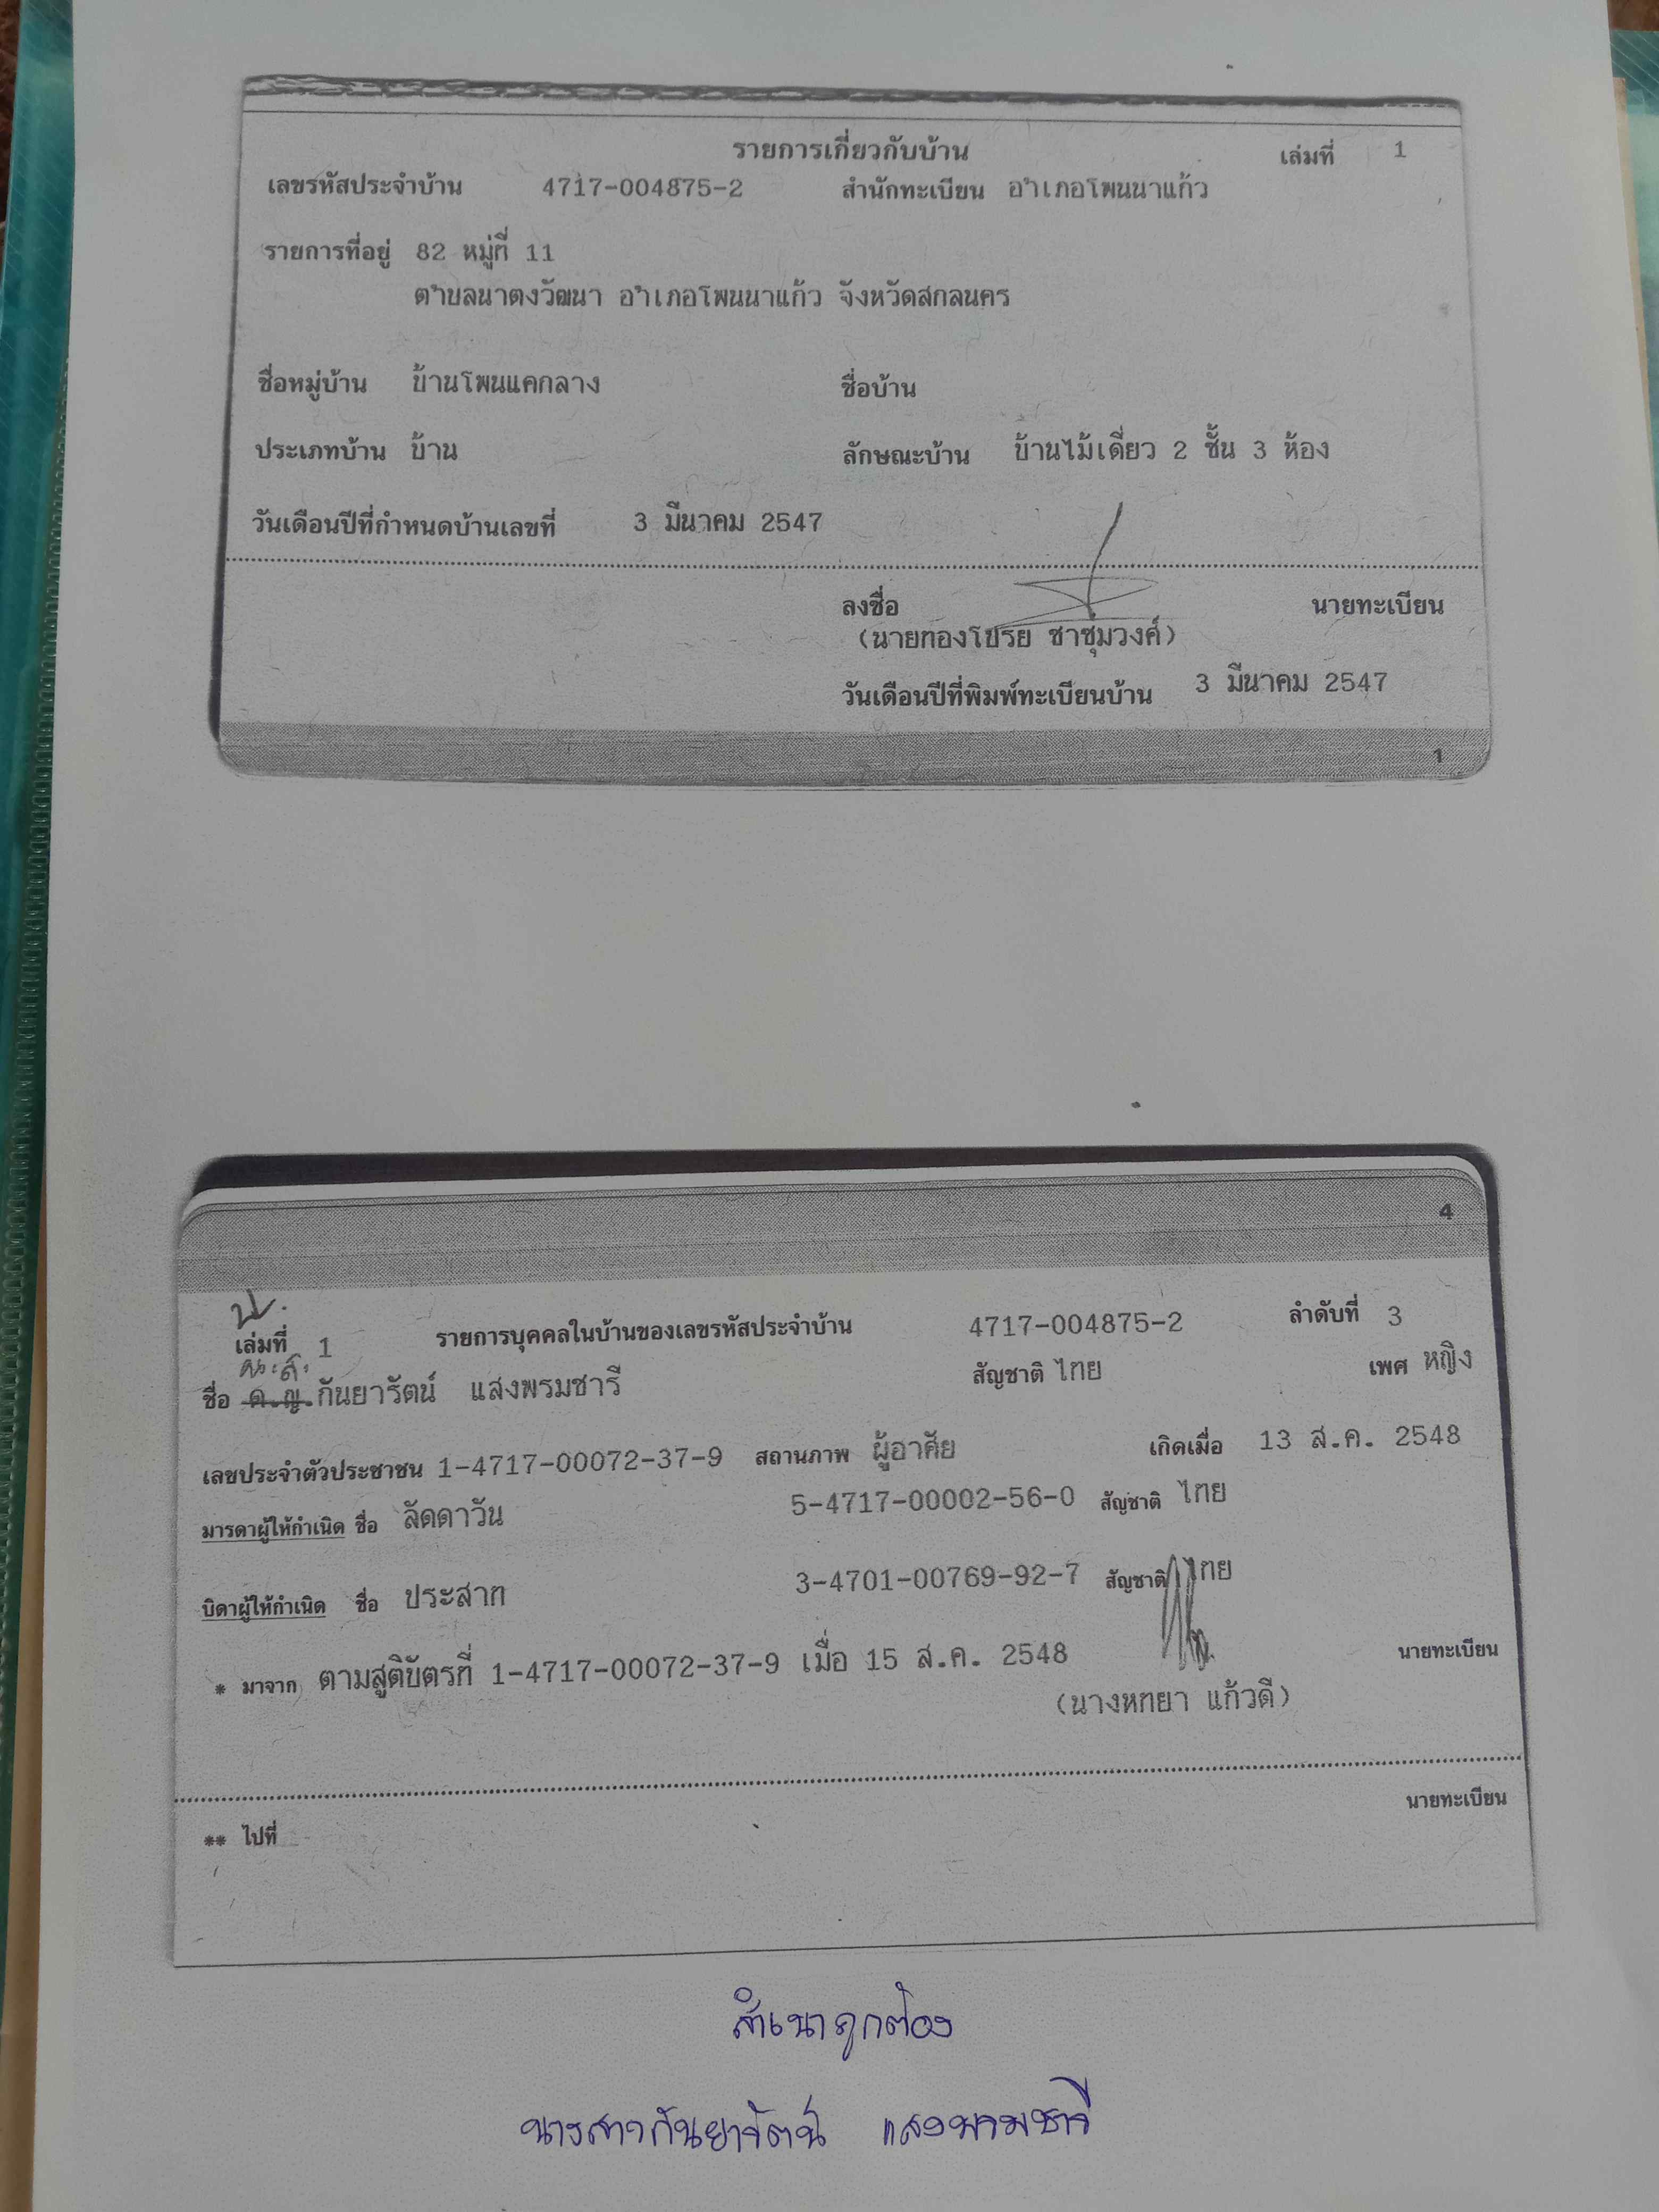 รายการเกี่ยวกับบ้าน เล่มที่ 1
เลขรหัสประจำบ้าน 4717-004875-2 สำนักทะเบียน อำเภอโพนนาแก้ว
รายการที่อยู่ 82 หมู่ที่ 11
ตำบลนาตงวัฒนา อำเภอโพนนาแก้ว จังหวัดสกลนคร
ชื่อหมู่บ้าน บ้านโพนแคกลาง ชื่อบ้าน
ประเภทบ้าน บ้าน ลักษณะบ้าน บ้านไม้เดี่ยว 2 ชั้น 3 ห้อง
วันเดือนปีที่กำหนดบ้านเลขที่ 3 มีนาคม 2547
ลงชื่อ นายทะเบียน
(นายทองโปรย ชาชุมวงศ์)
วันเดือนปีที่พิมพ์ทะเบียนบ้าน 3 มีนาคม 2547
1
4
เล่มที่ 1 รายการบุคคลในบ้านของเลขรหัสประจำบ้าน 4717-004875-2 ลำดับที่ 3
น.ส.
ชื่อ ด.ญ.กันยารัตน์ แสงพรมชารี สัญชาติ ไทย เพศ หญิง
เลขประจำตัวประชาชน 1-4717-00072-37-9 สถานภาพ ผู้อาศัย เกิดเมื่อ 13 ส.ค. 2548
มารดาผู้ให้กำเนิด ชื่อ ลัดดาวัน 5-4717-00002-56-0 สัญชาติ ไทย
บิดาผู้ให้กำเนิด ชื่อ ประสาท 3-4701-00769-92-7 สัญชาติ ไทย
* มาจาก ตามสูติบัตรที่ 1-4717-00072-37-9 เมื่อ 15 ส.ค. 2548 นายทะเบียน
(นางหทยา แก้วดี)
** ไปที่ นายทะเบียน
สำเนาถูกต้อง
นางสาวกันยารัตน์ แสงพรมชารี